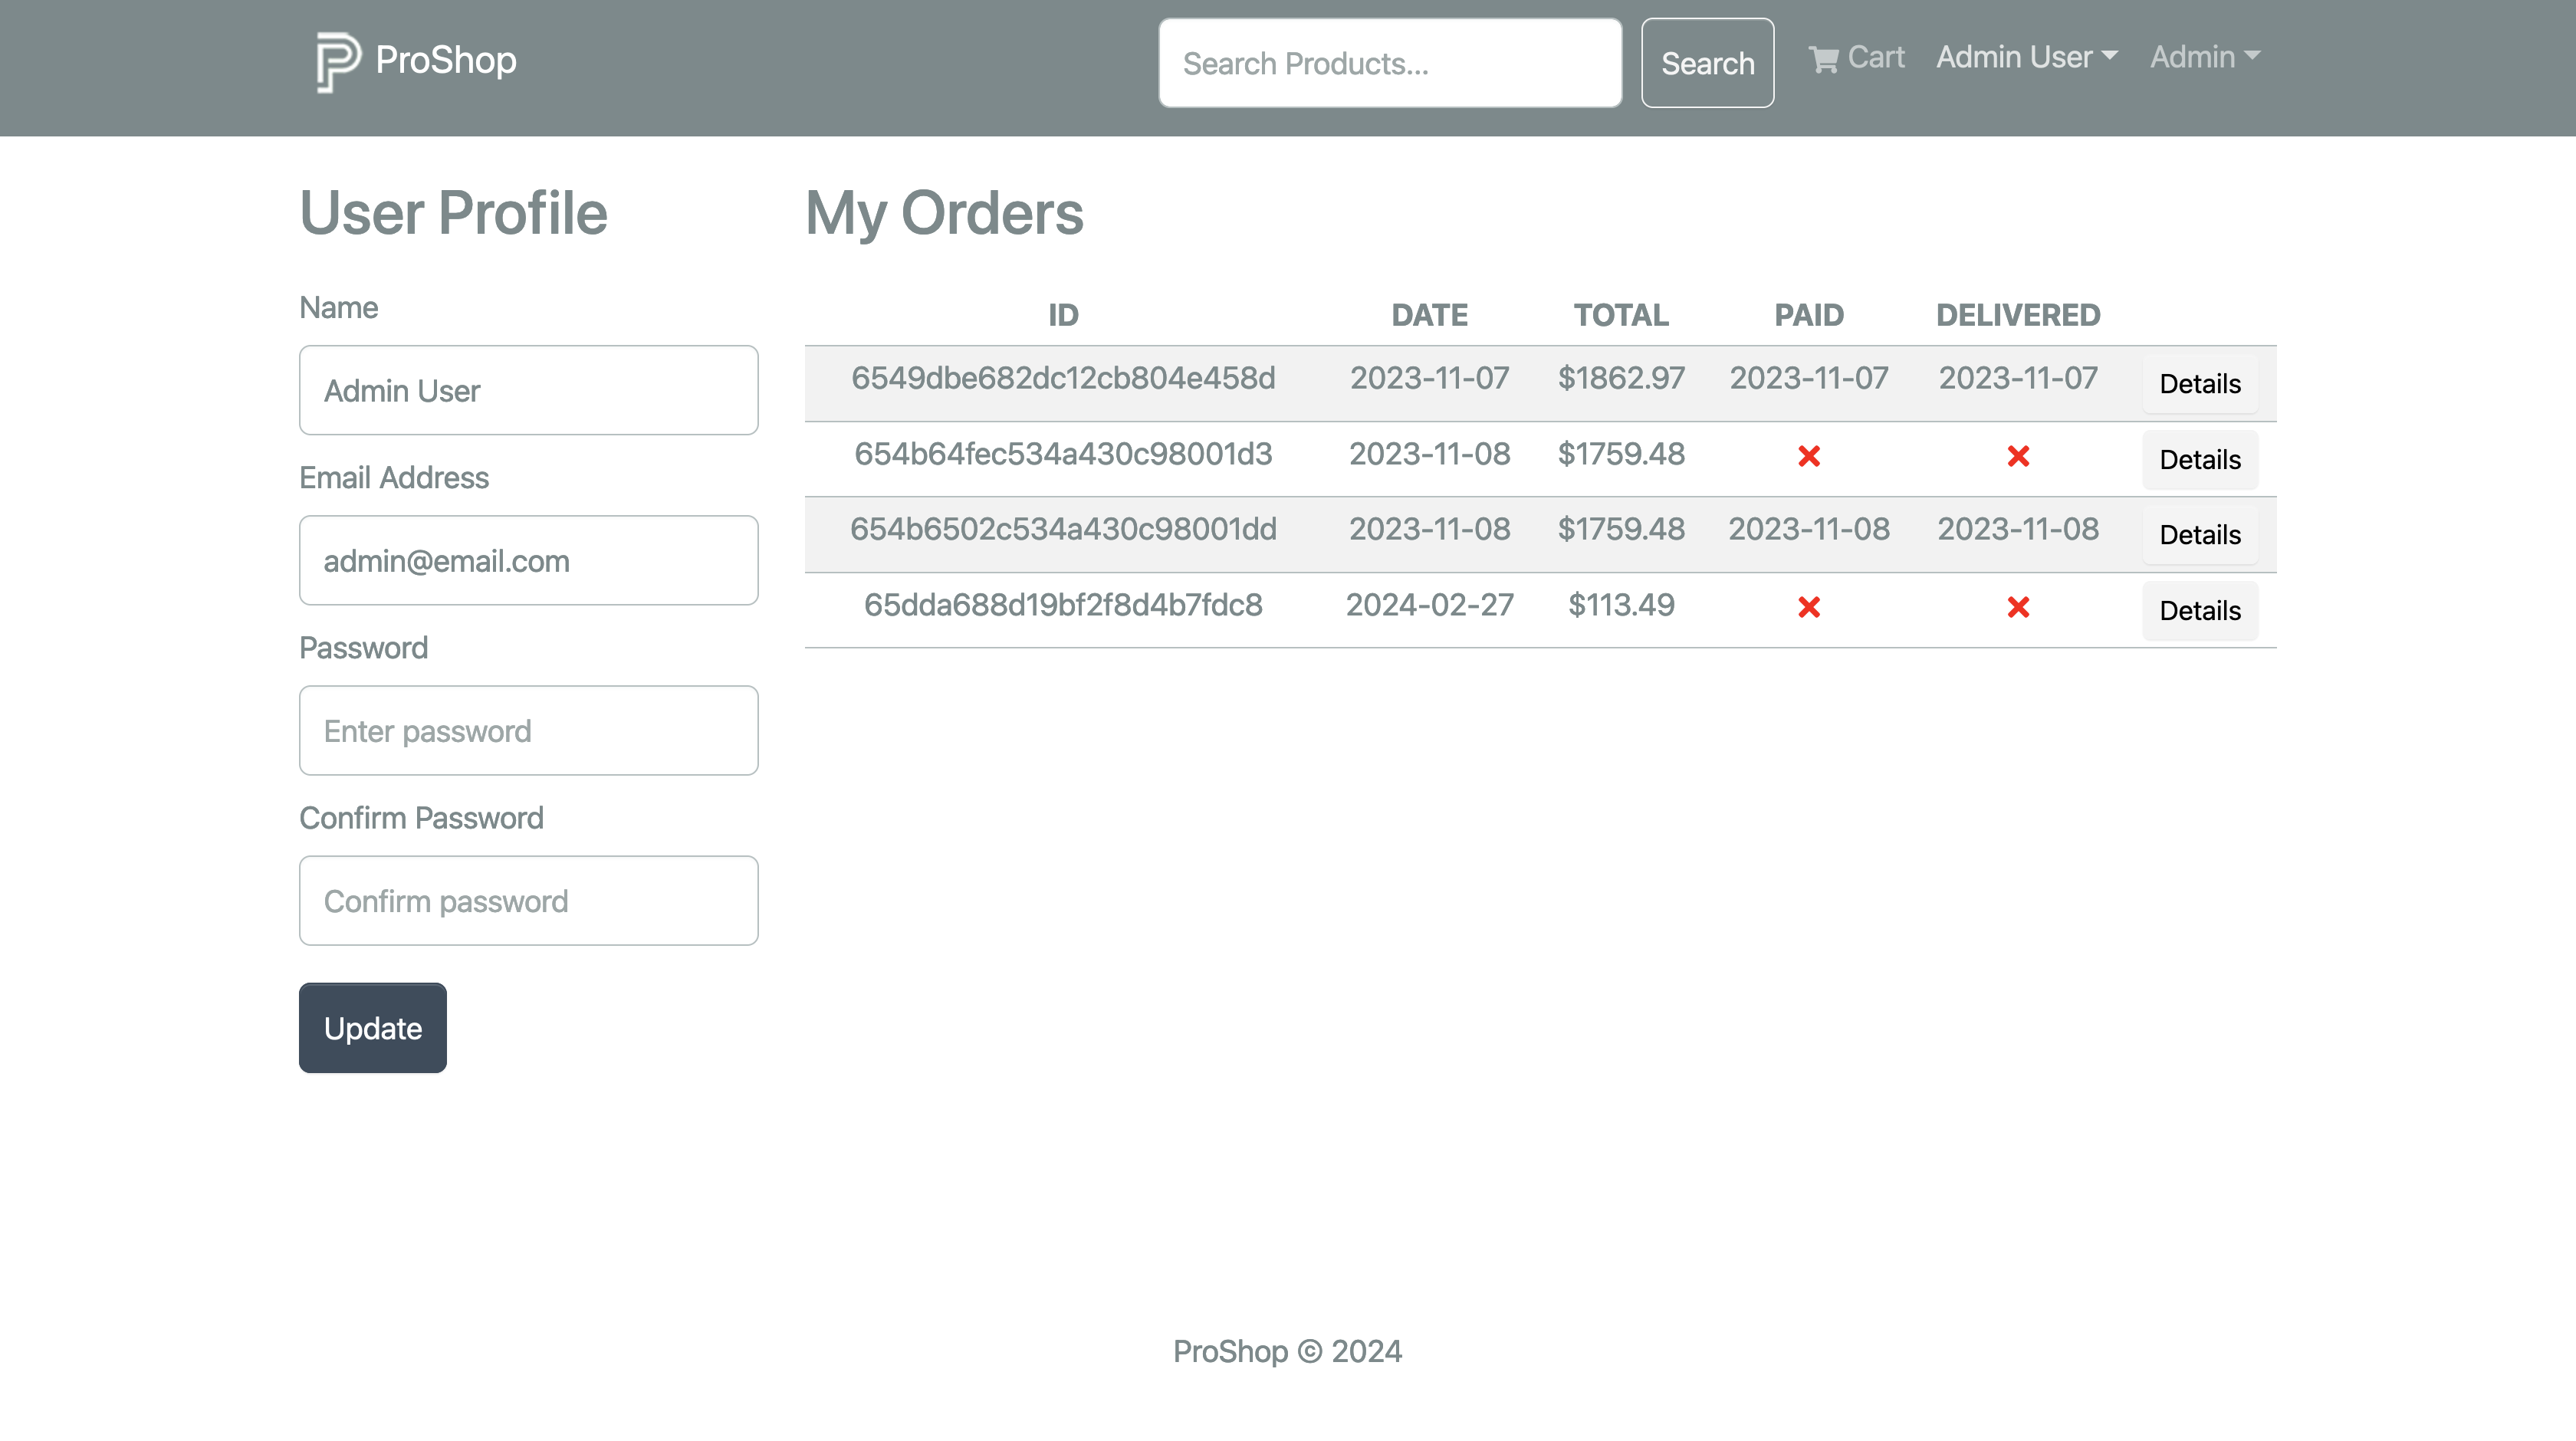 ProShop
Search Products...
Search
Cart
Admin User
Admin
User Profile
Name
Admin User
Email Address
admin@email.com
Password
Enter password
Confirm Password
Confirm password
Update
My Orders
ID DATE TOTAL PAID DELIVERED
6549dbe682dc12cb804e458d 2023-11-07 $1862.97 2023-11-07 2023-11-07 Details
654b64fec534a430c98001d3 2023-11-08 $1759.48 Details
654b6502c534a430c98001dd 2023-11-08 $1759.48 2023-11-08 2023-11-08 Details
65dda688d19bf2f8d4b7fdc8 2024-02-27 $113.49 Details
ProShop © 2024